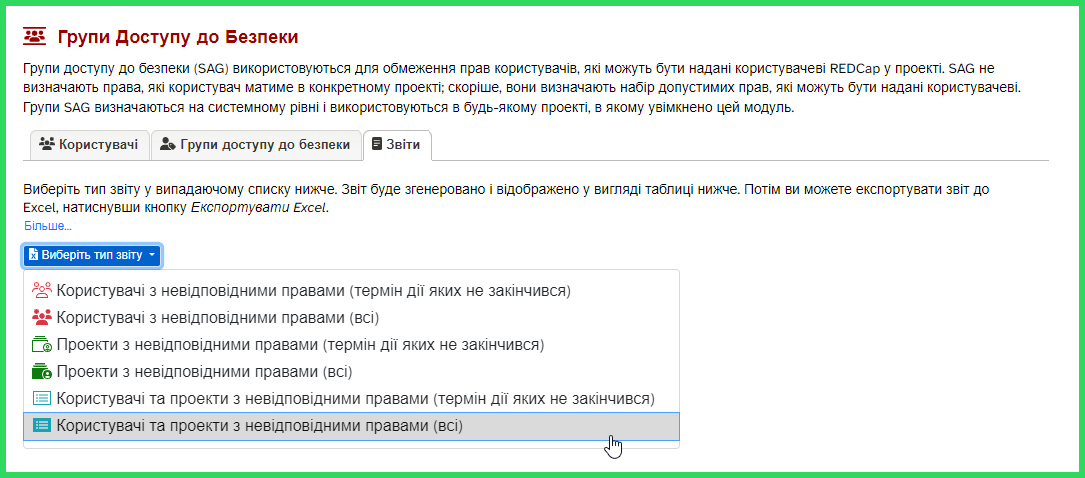 Групи Доступу до Безпеки
Групи доступу до безпеки (SAG) використовуються для обмеження прав користувачів, які можуть бути надані користувачеві REDCap у проекті. SAG не
визначають права, які користувач матиме в конкретному проекті; скоріше, вони визначають набір допустимих прав, які можуть бути надані користувачеві.
Групи SAG визначаються на системному рівні і використовуються в будь-якому проекті, в якому увімкнено цей модуль.
Користувачі Групи доступу до безпеки Звіти
Виберіть тип звіту у випадаючому списку нижче. Звіт буде згенеровано і відображено у вигляді таблиці нижче. Потім ви можете експортувати звіт до
Excel, натиснувши кнопку Експортувати Excel.
Більше...
Виберіть тип звіту
Користувачі з невідповідними правами (термін дії яких не закінчився)
Користувачі з невідповідними правами (всі)
Проекти з невідповідними правами (термін дії яких не закінчився)
Проекти з невідповідними правами (всі)
Користувачі та проекти з невідповідними правами (термін дії яких не закінчився)
Користувачі та проекти з невідповідними правами (всі)